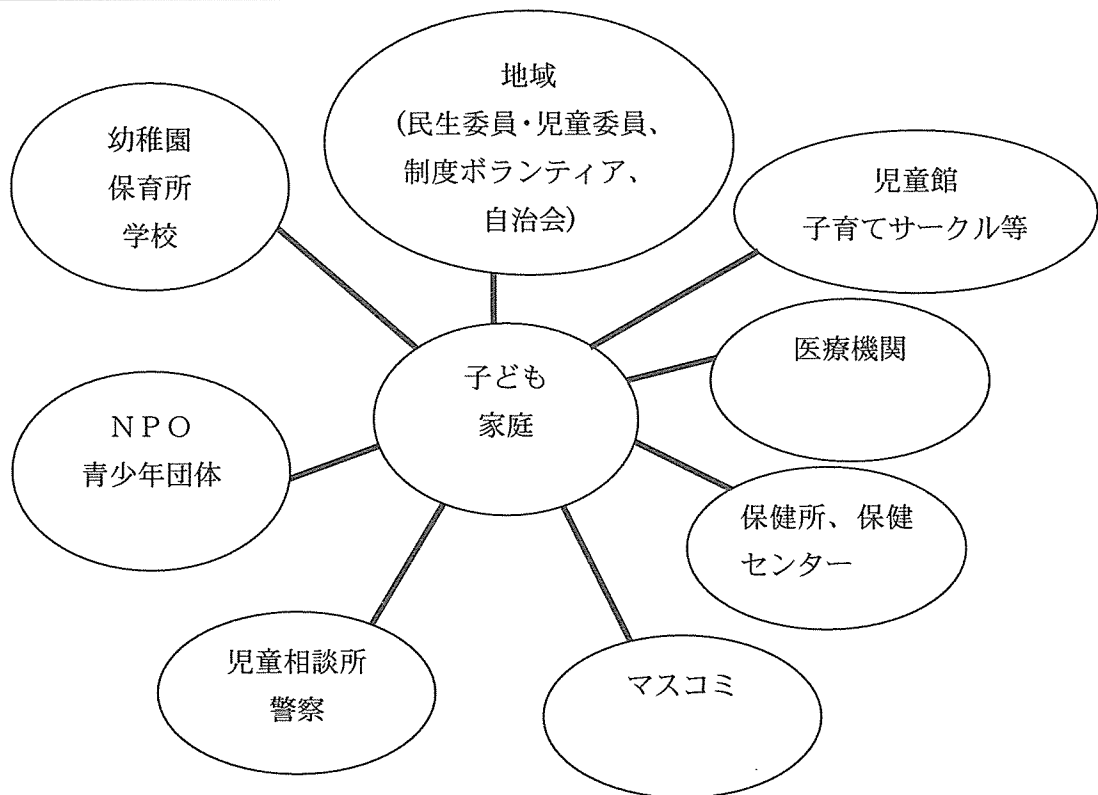 地域
(民生委員・児童委員、
制度ボランティア、
自治会)
幼稚園
保育所
学校
児童館
子育てサークル等
医療機関
子ども
家庭
NPO
青少年団体
保健所、保健
センター
児童相談所
警察
マスコミ